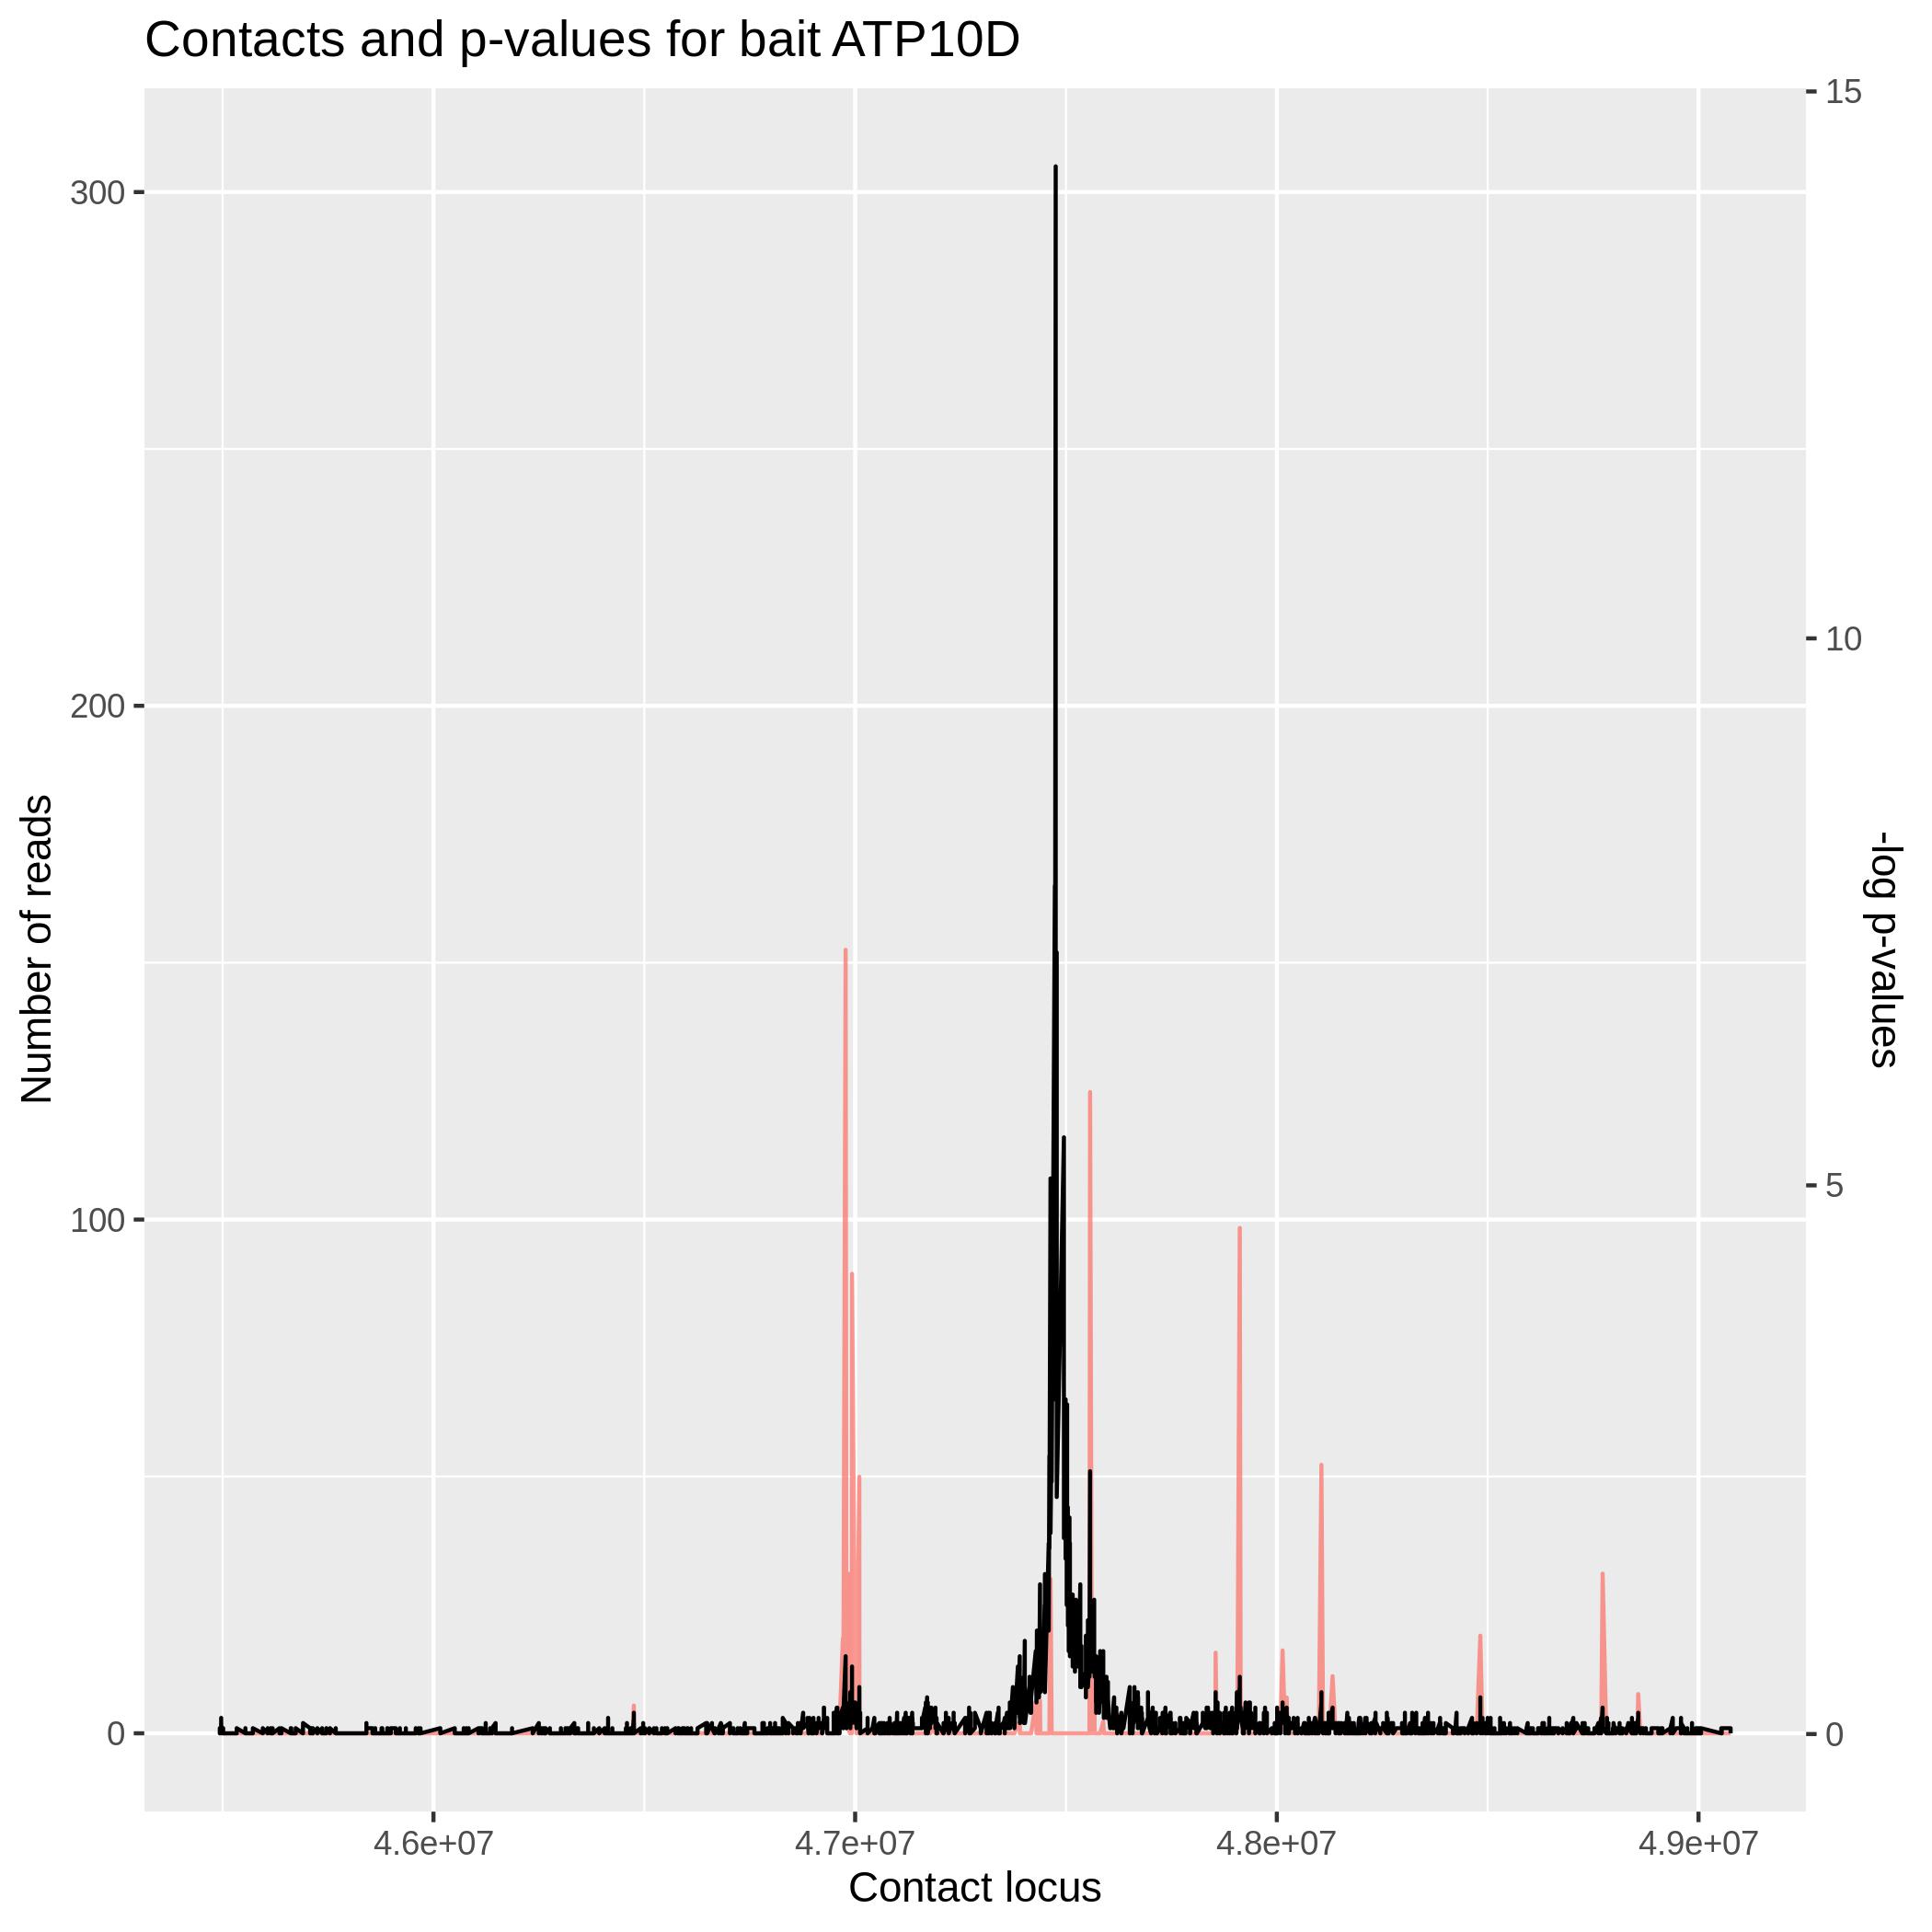 Contacts and p-values for bait ATP10D
300
200
100
0
Number of reads
15
10
5
0
-log p-values
4.6e+07
4.7e+07
4.8e+07
4.9e+07
Contact locus